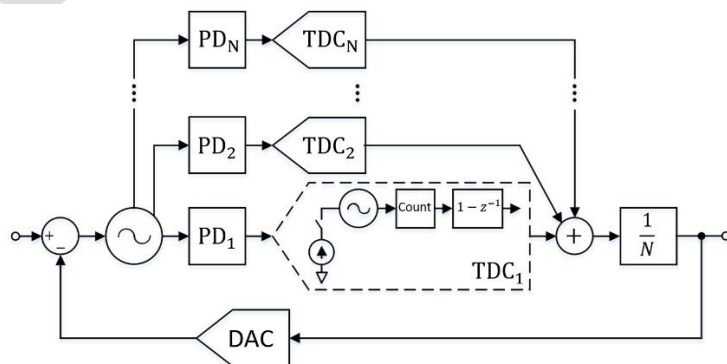 PD_N TDC_N
PD_2 TDC_2
PD_1 Count 1 − z^{-1} TDC_1
+ − + 1/N
DAC